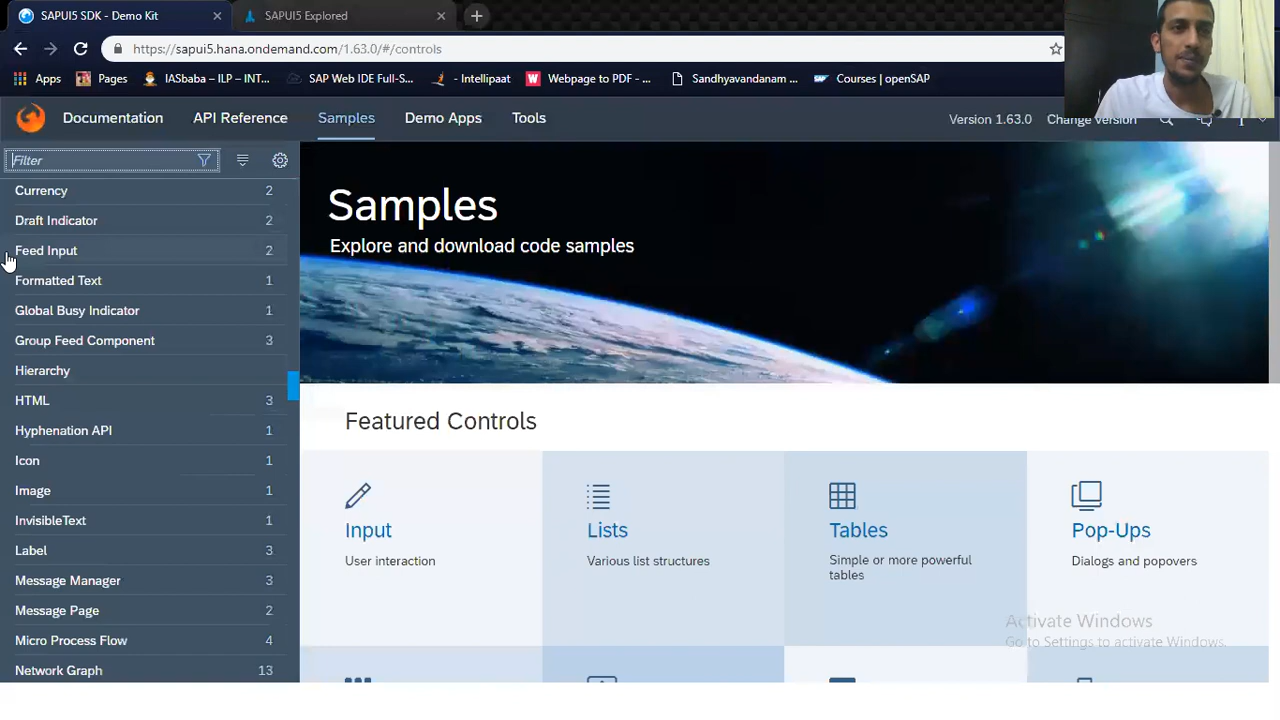 SAPUI5 SDK - Demo Kit
SAPUI5 Explored
https://sapui5.hana.ondemand.com/1.63.0/#/controls
Apps
Pages
IASbaba – ILP – INT...
SAP Web IDE Full-S...
- Intellipaat
Webpage to PDF - ...
Sandhyavandanam ...
Courses | openSAP
Documentation
API Reference
Samples
Demo Apps
Tools
Version 1.63.0
Change version
Filter
Currency 2
Draft Indicator 2
Feed Input 2
Formatted Text 1
Global Busy Indicator 1
Group Feed Component 3
Hierarchy
HTML 3
Hyphenation API 1
Icon 1
Image 1
InvisibleText 1
Label 3
Message Manager 3
Message Page 2
Micro Process Flow 4
Network Graph 13
Samples
Explore and download code samples
Featured Controls
Input
User interaction
Lists
Various list structures
Tables
Simple or more powerful
tables
Pop-Ups
Dialogs and popovers
Activate Windows
Go to Settings to activate Windows.